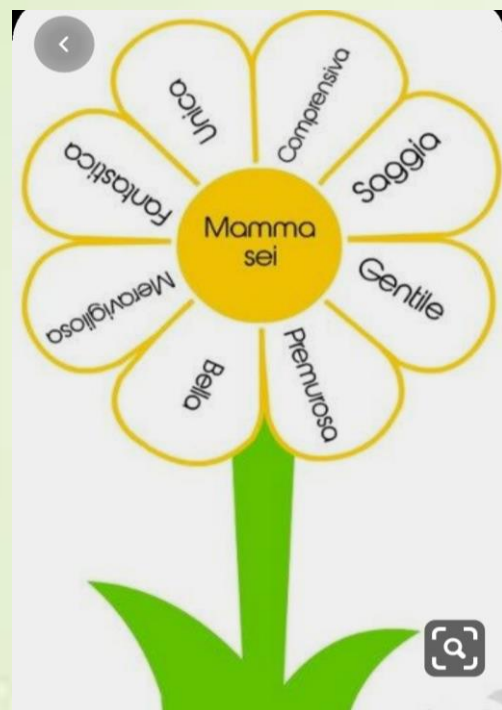 Mamma
sei
Comprensiva
Saggia
Gentile
Premurosa
Bella
Meravigliosa
Fantastica
Unica